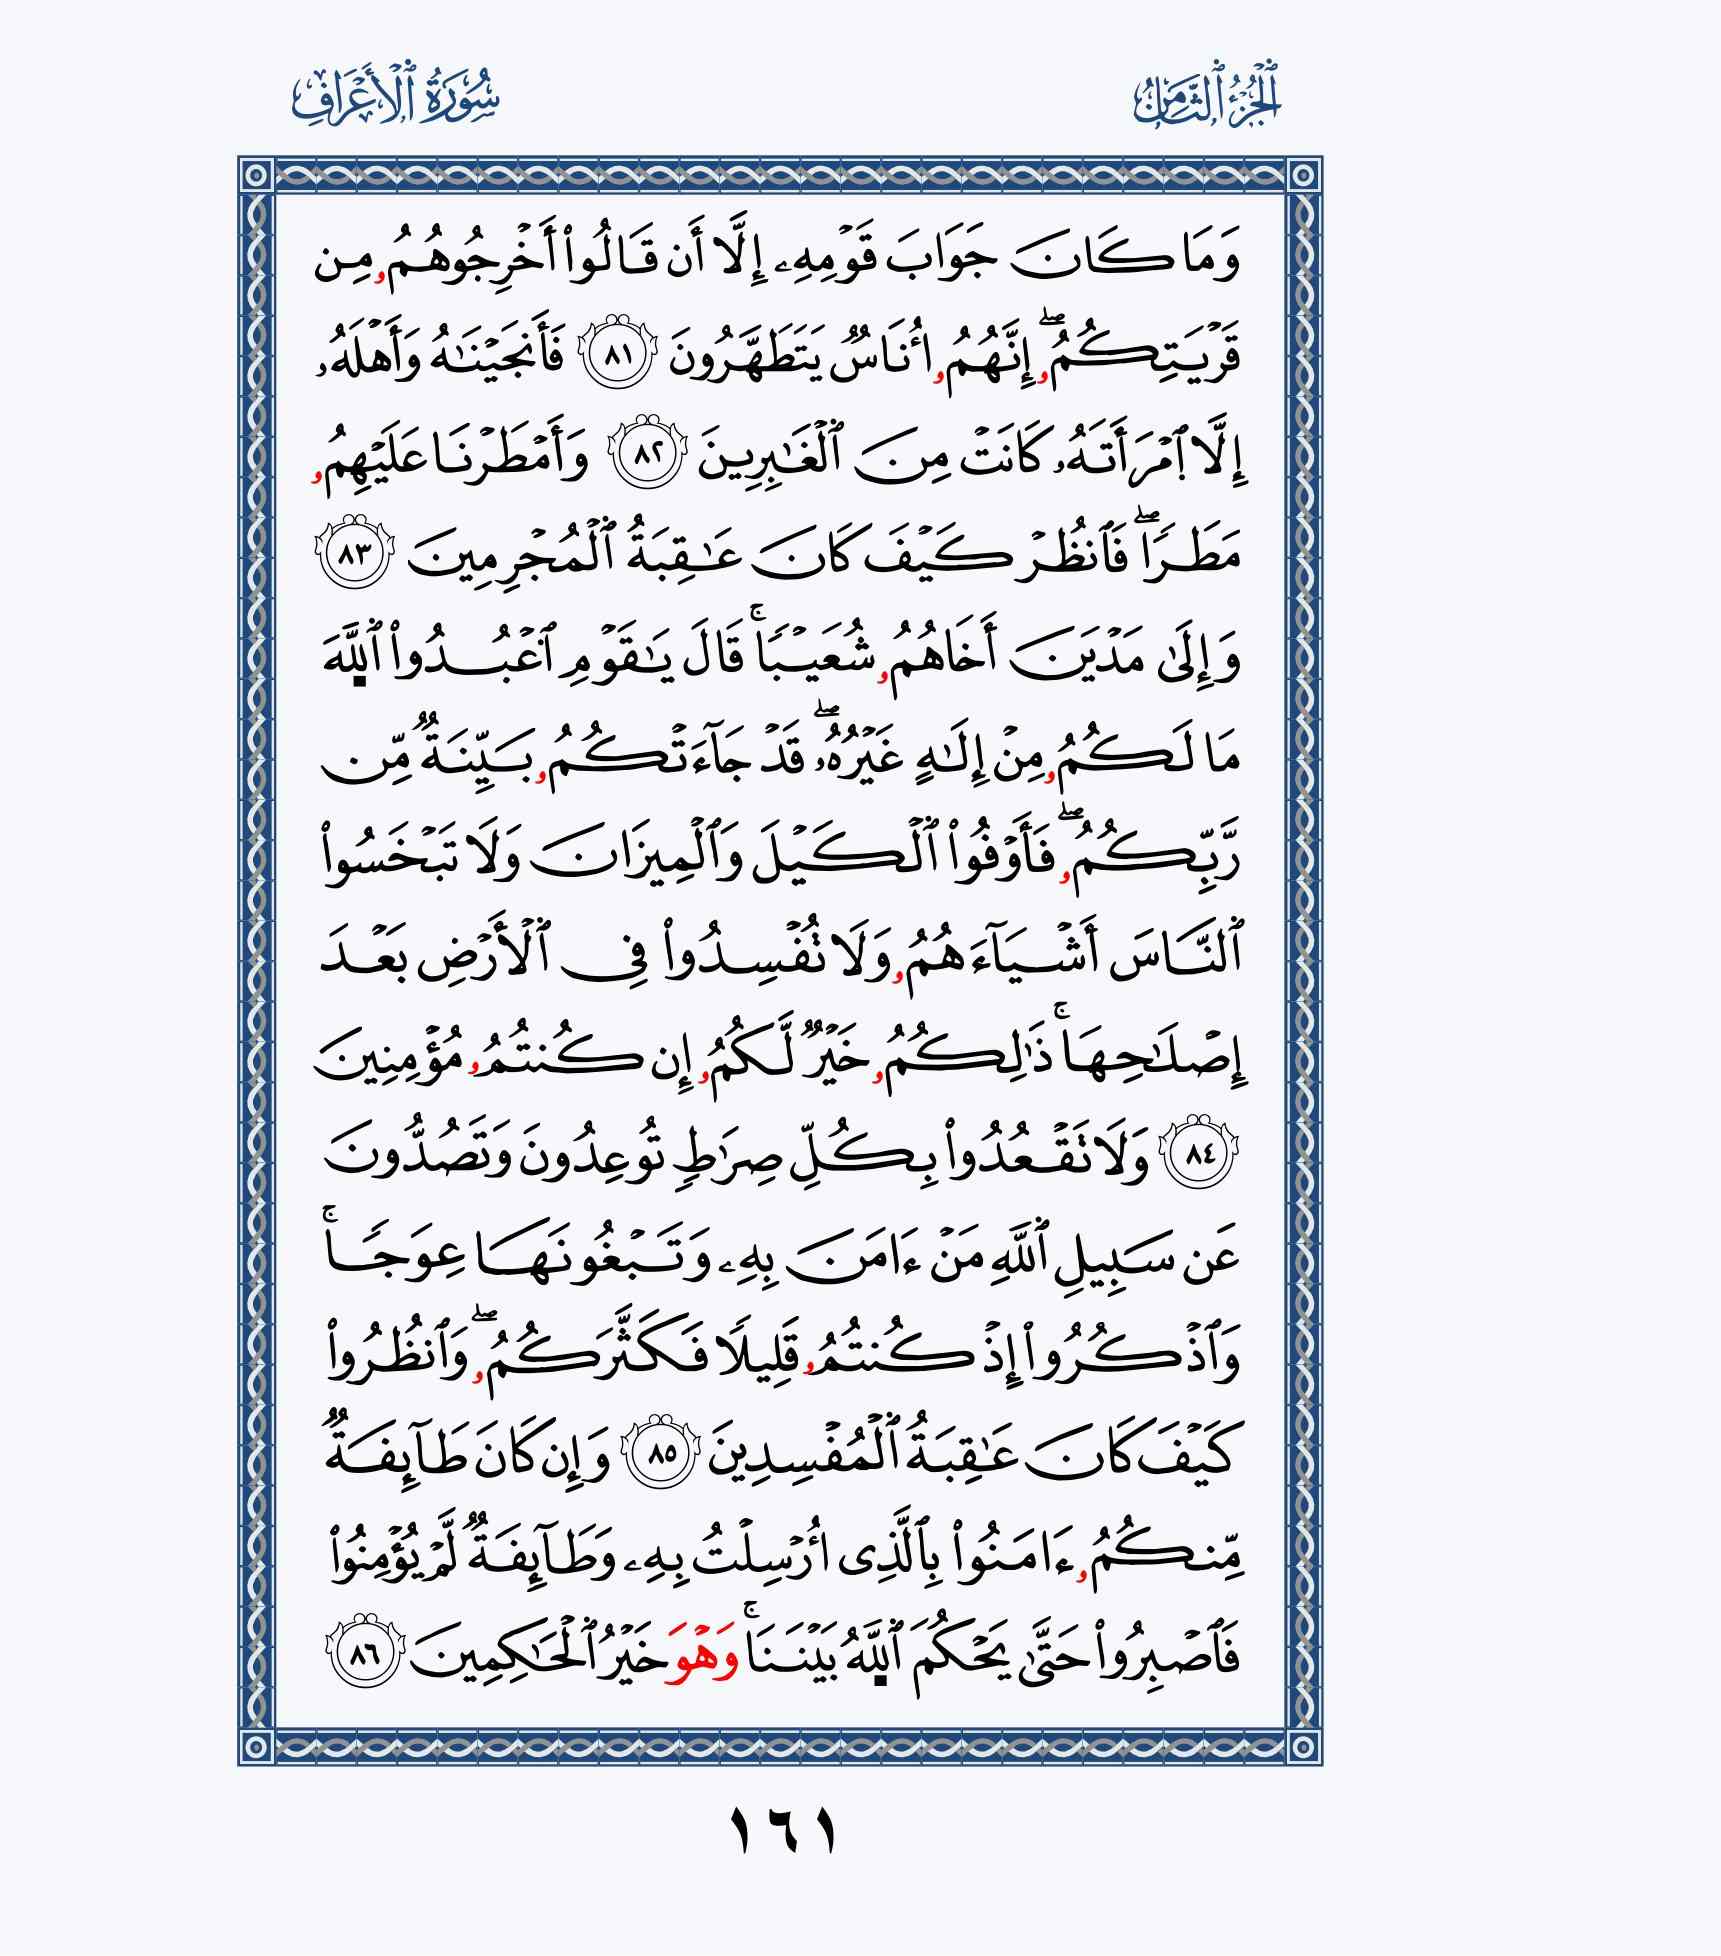 ٱلْجُزْءُ ٱلثَّامِنُ
سُورَةُ ٱلْأَعْرَافِ
وَمَا كَانَ جَوَابَ قَوْمِهِۦ إِلَّا أَن قَالُوا۟ أَخْرِجُوهُمُۥ مِن
قَرْيَتِكُمُۥۖ إِنَّهُمُۥ أُنَاسٌ يَتَطَهَّرُونَ ٨١ فَأَنجَيْنَٰهُ وَأَهْلَهُۥ
إِلَّا ٱمْرَأَتَهُۥ كَانَتْ مِنَ ٱلْغَٰبِرِينَ ٨٢ وَأَمْطَرْنَا عَلَيْهِمُۥ
مَطَرًاۖ فَٱنظُرْ كَيْفَ كَانَ عَٰقِبَةُ ٱلْمُجْرِمِينَ ٨٣
وَإِلَىٰ مَدْيَنَ أَخَاهُمُۥ شُعَيْبًاۚ قَالَ يَٰقَوْمِ ٱعْبُدُوا۟ ٱللَّهَ
مَا لَكُمُۥ مِنْ إِلَٰهٍ غَيْرُهُۥۖ قَدْ جَآءَتْكُمُۥ بَيِّنَةٌ مِّن
رَّبِّكُمُۥۖ فَأَوْفُوا۟ ٱلْكَيْلَ وَٱلْمِيزَانَ وَلَا تَبْخَسُوا۟
ٱلنَّاسَ أَشْيَآءَهُمُۥ وَلَا تُفْسِدُوا۟ فِى ٱلْأَرْضِ بَعْدَ
إِصْلَٰحِهَاۚ ذَٰلِكُمُۥ خَيْرٌ لَّكُمُۥ إِن كُنتُمُۥ مُؤْمِنِينَ
٨٤ وَلَا تَقْعُدُوا۟ بِكُلِّ صِرَٰطٍ تُوعِدُونَ وَتَصُدُّونَ
عَن سَبِيلِ ٱللَّهِ مَنْ ءَامَنَ بِهِۦ وَتَبْغُونَهَا عِوَجًاۚ
وَٱذْكُرُوا۟ إِذْ كُنتُمُۥ قَلِيلًا فَكَثَّرَكُمُۥۖ وَٱنظُرُوا۟
كَيْفَ كَانَ عَٰقِبَةُ ٱلْمُفْسِدِينَ ٨٥ وَإِن كَانَ طَآئِفَةٌ
مِّنكُمُۥ ءَامَنُوا۟ بِٱلَّذِى أُرْسِلْتُ بِهِۦ وَطَآئِفَةٌ لَّمْ يُؤْمِنُوا۟
فَٱصْبِرُوا۟ حَتَّىٰ يَحْكُمَ ٱللَّهُ بَيْنَنَاۚ وَهْوَ خَيْرُ ٱلْحَٰكِمِينَ ٨٦
١٦١